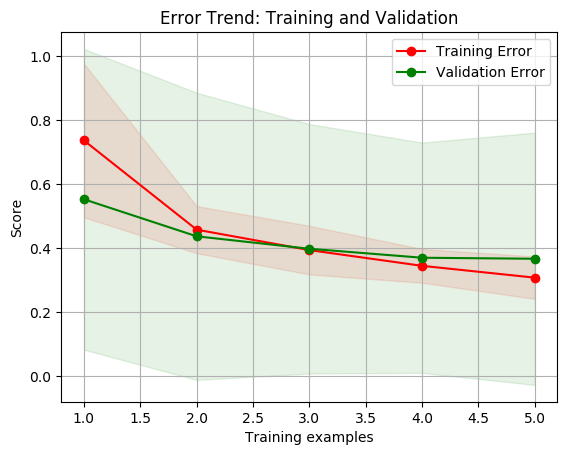 Error Trend: Training and Validation
Training Error
Validation Error
Score
1.0
0.8
0.6
0.4
0.2
0.0
1.0 1.5 2.0 2.5 3.0 3.5 4.0 4.5 5.0
Training examples